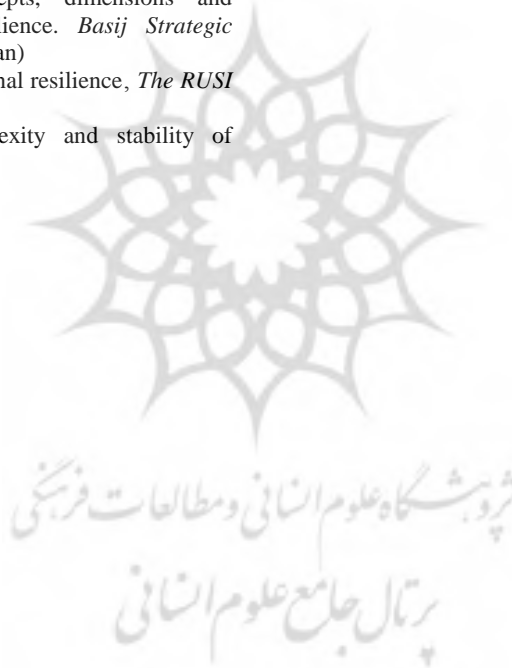 epts, dimensions and
lience. Basij Strategic
an)
nal resilience, The RUSI
exity and stability of
پژوهشگاه علوم انسانی و مطالعات فرهنگی
پرتال جامع علوم انسانی